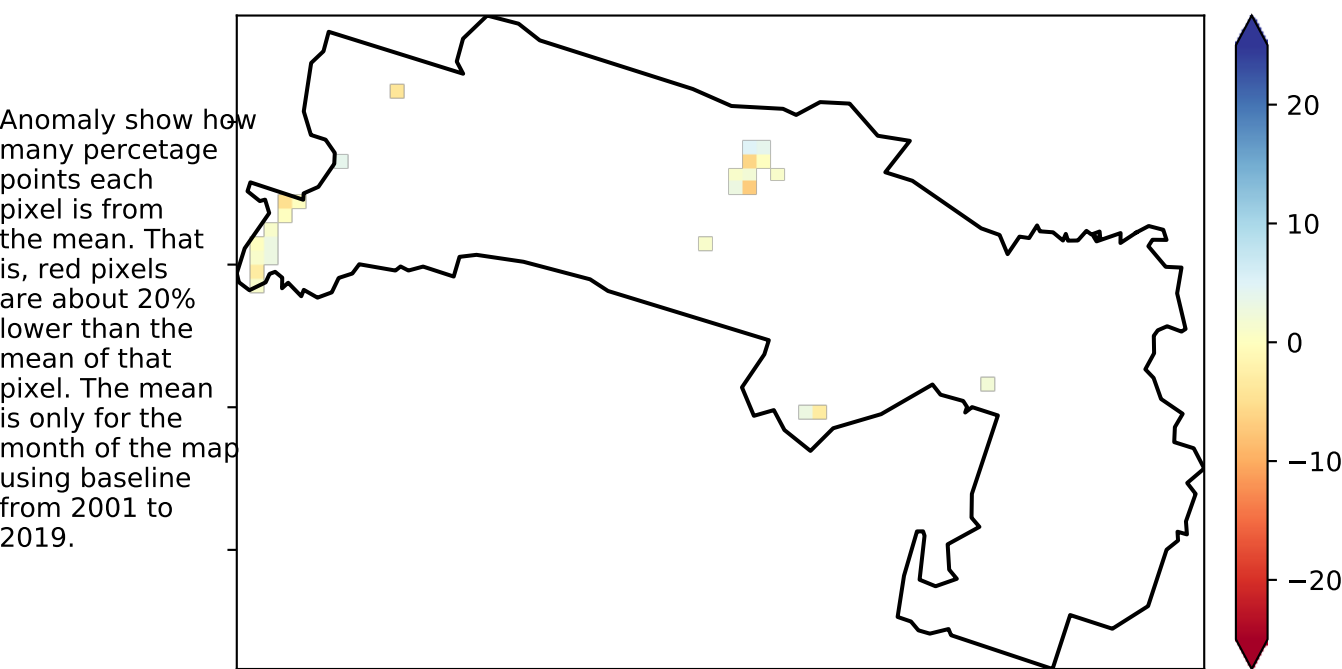 Anomaly show how
many percetage
points each
pixel is from
the mean. That
is, red pixels
are about 20%
lower than the
mean of that
pixel. The mean
is only for the
month of the map
using baseline
from 2001 to
2019.
20
10
0
−10
−20